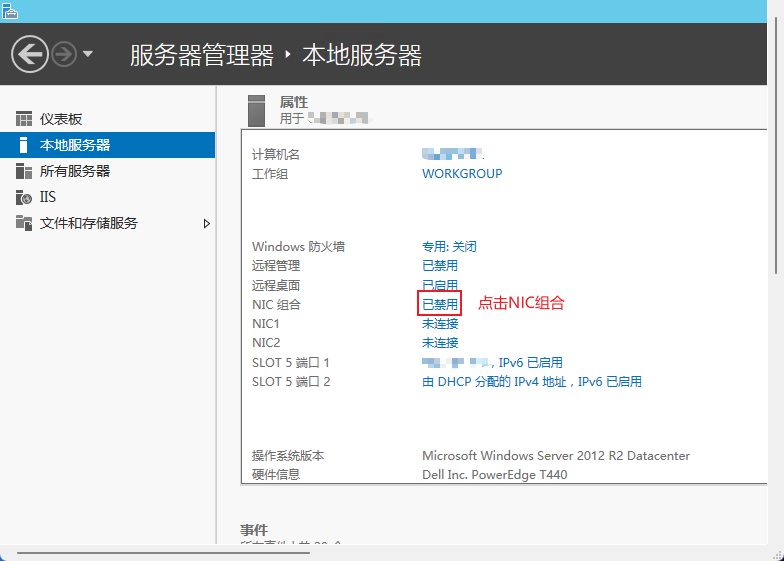 服务器管理器 ‣ 本地服务器
仪表板
本地服务器
所有服务器
IIS
文件和存储服务
属性
用于
计算机名
工作组 WORKGROUP
Windows 防火墙 专用: 关闭
远程管理 已禁用
远程桌面 已启用
NIC 组合 已禁用 点击NIC组合
NIC1 未连接
NIC2 未连接
SLOT 5 端口 1 , IPv6 已启用
SLOT 5 端口 2 由 DHCP 分配的 IPv4 地址，IPv6 已启用
操作系统版本 Microsoft Windows Server 2012 R2 Datacenter
硬件信息 Dell Inc. PowerEdge T440
事件